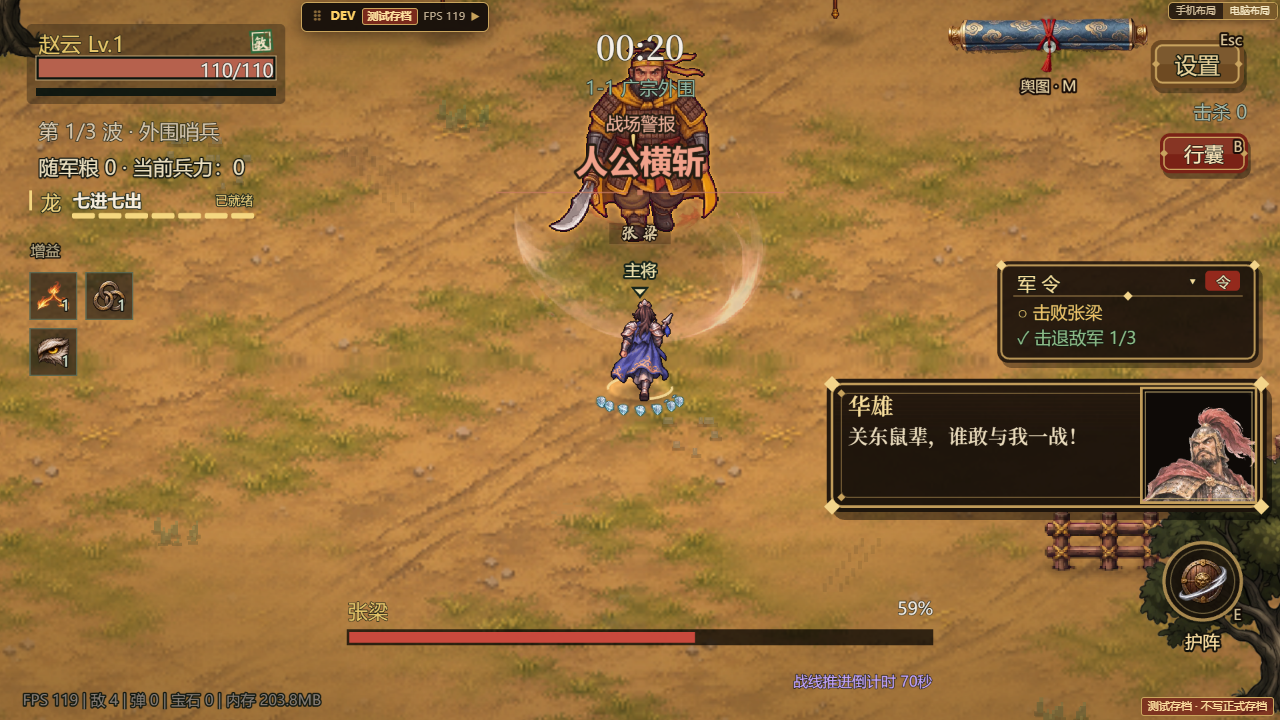 DEV 测试存档 FPS 119 ▶
手机布局 电脑布局
赵云 Lv.1 敏
110/110
00:20
1-1 广宗外围
战场警报
人公横斩
张梁
舆图 · M
Esc
设置
击杀 0
行囊 B
第 1/3 波 · 外围哨兵
随军粮 0 · 当前兵力: 0
龙 七进七出 已就绪
增益
1
1
1
主将
军令 ▾ 令
○ 击败张梁
✓ 击退敌军 1/3
华雄
关东鼠辈，谁敢与我一战！
E
护阵
张梁 59%
战线推进倒计时 70秒
FPS 119 | 敌 4 | 弹 0 | 宝石 0 | 内存 203.8MB
测试存档 · 不写正式存档